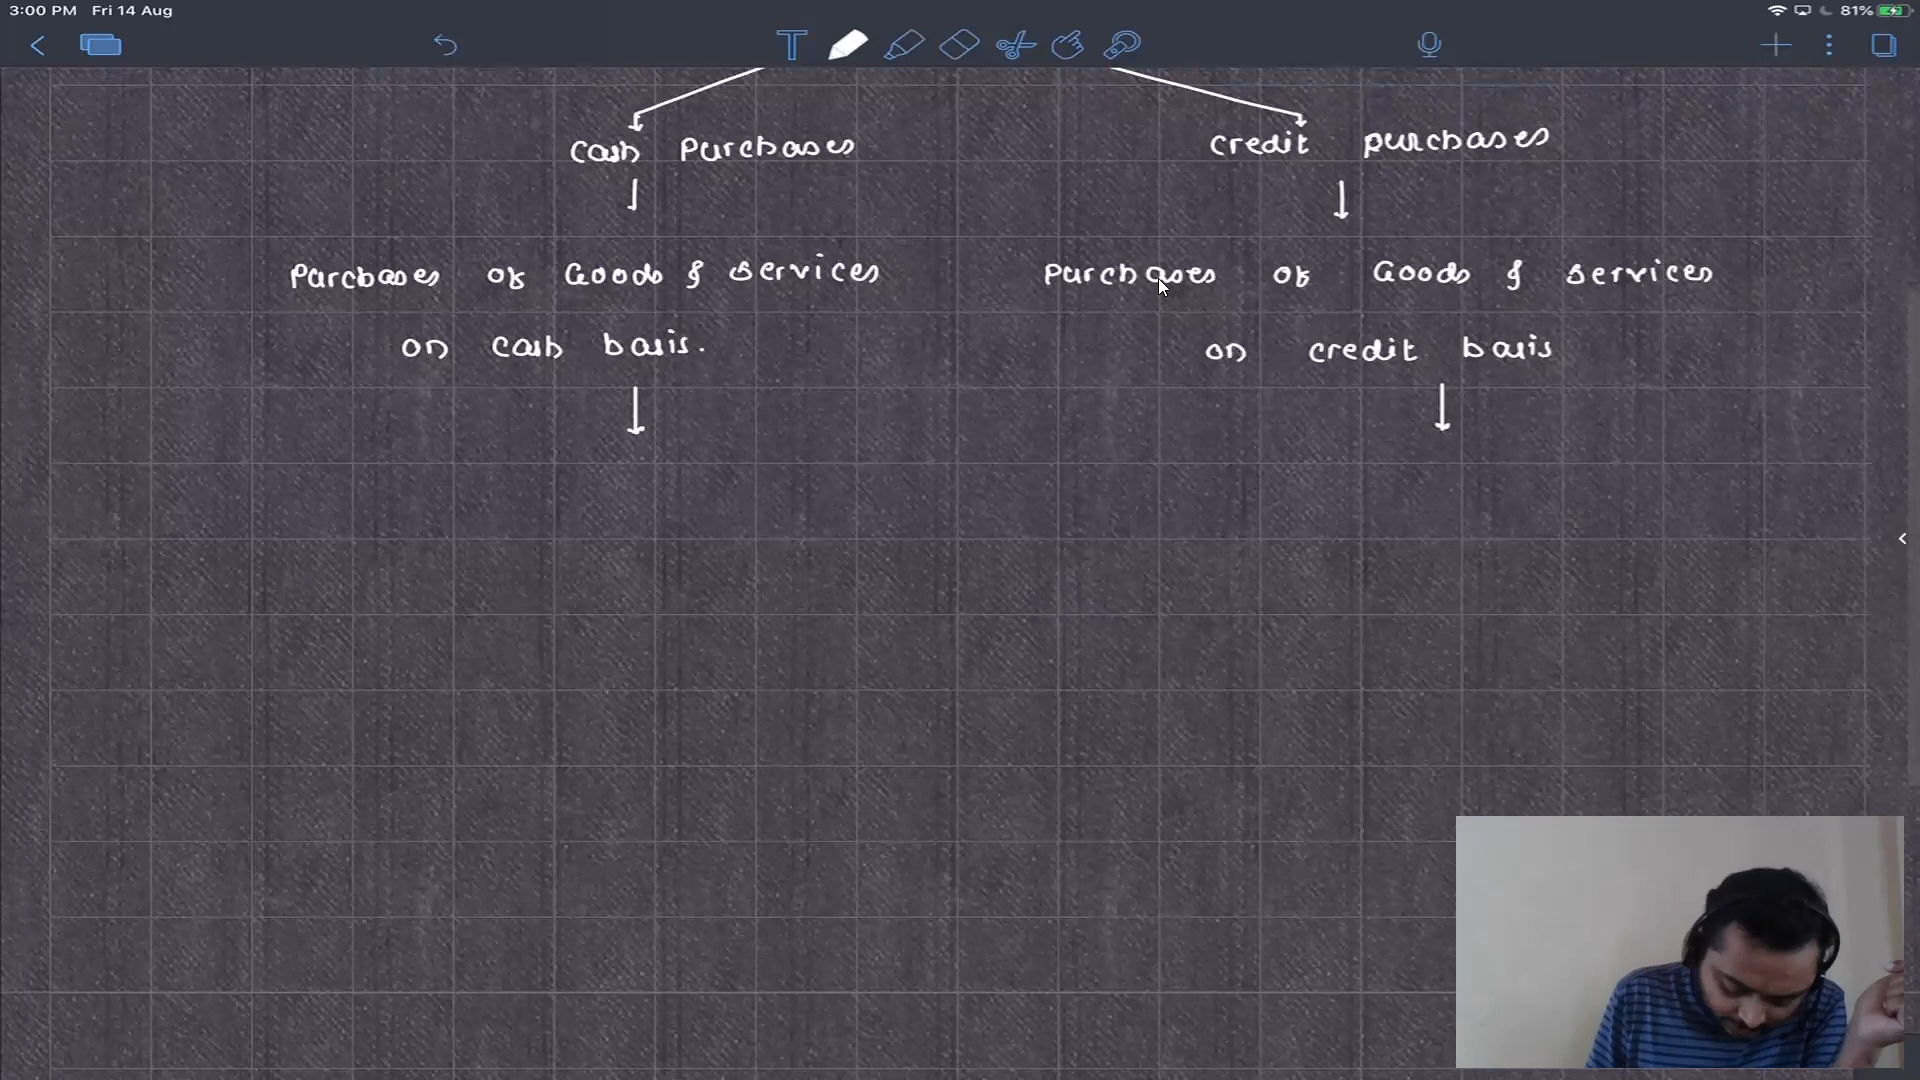 3:00 PM Fri 14 Aug 81%
T
Cash Purchases
Credit purchases
Purchases of Goods & Services
on cash basis.
Purchases of Goods & Services
on credit basis